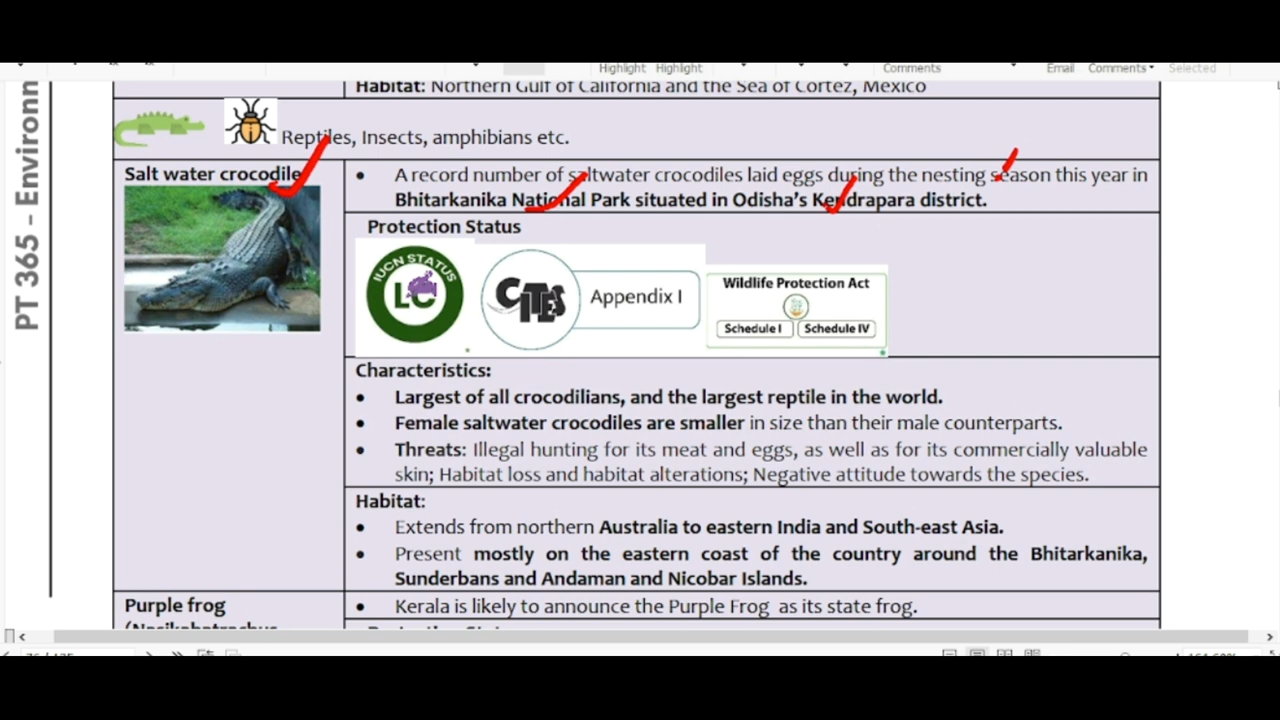 Highlight Highlight Comments Email Comments Selected
PT 365 - Environn
Habitat: Northern Gulf of California and the Sea of Cortez, Mexico
Reptiles, Insects, amphibians etc.
Salt water crocodile
• A record number of saltwater crocodiles laid eggs during the nesting season this year in
Bhitarkanika National Park situated in Odisha's Kendrapara district.
Protection Status
IUCN STATUS
LC
CITES
Appendix I
Wildlife Protection Act
Schedule I Schedule IV
Characteristics:
• Largest of all crocodilians, and the largest reptile in the world.
• Female saltwater crocodiles are smaller in size than their male counterparts.
• Threats: Illegal hunting for its meat and eggs, as well as for its commercially valuable
skin; Habitat loss and habitat alterations; Negative attitude towards the species.
Habitat:
• Extends from northern Australia to eastern India and South-east Asia.
• Present mostly on the eastern coast of the country around the Bhitarkanika,
Sunderbans and Andaman and Nicobar Islands.
Purple frog
• Kerala is likely to announce the Purple Frog as its state frog.